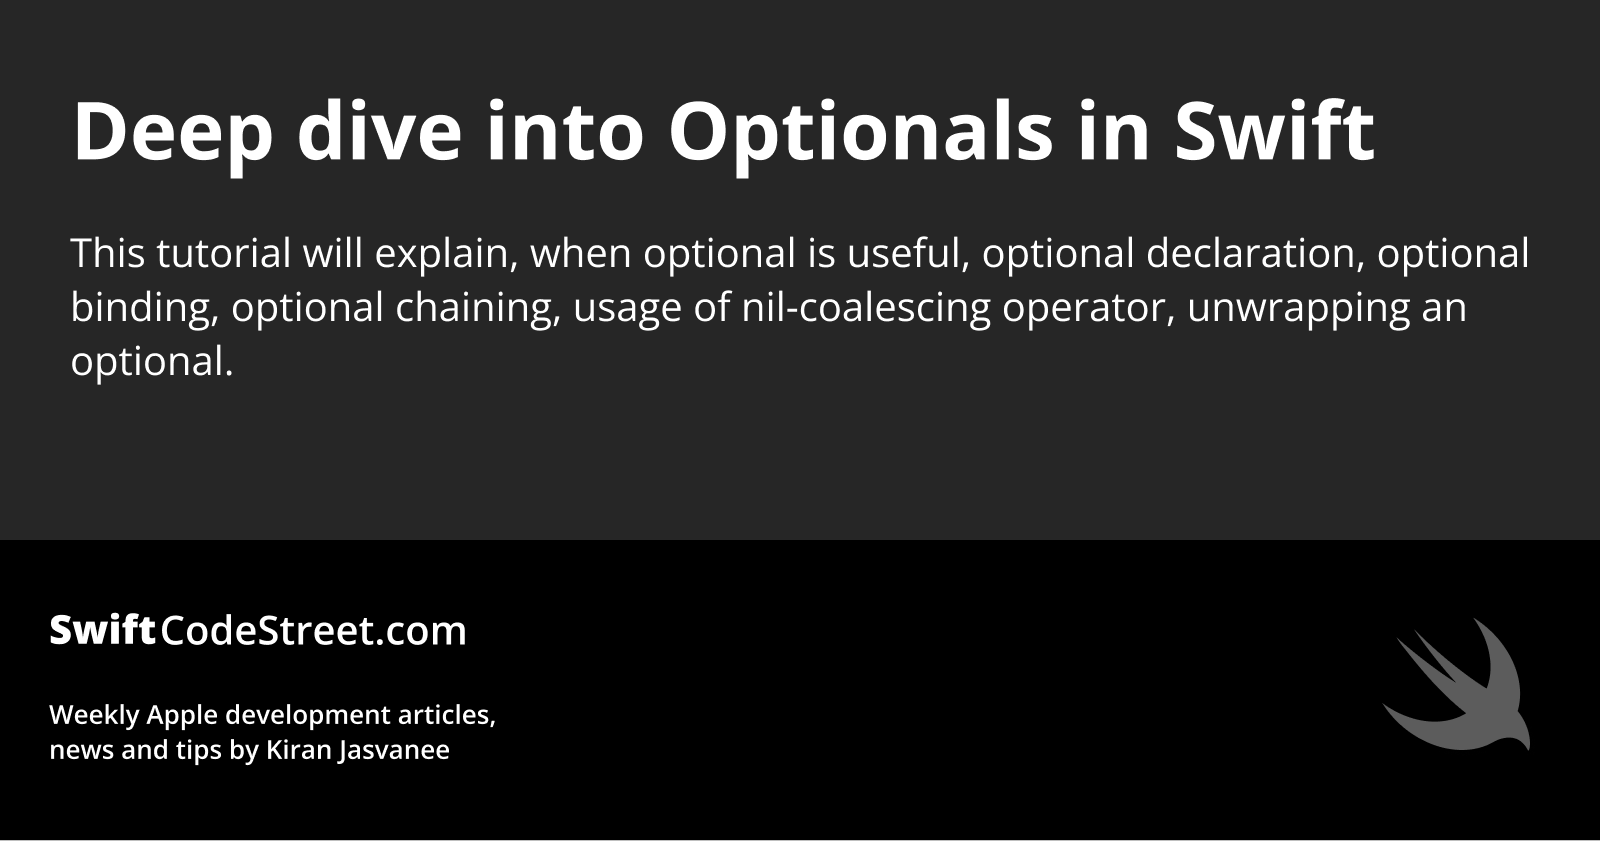 Deep dive into Optionals in Swift
This tutorial will explain, when optional is useful, optional declaration, optional
binding, optional chaining, usage of nil-coalescing operator, unwrapping an
optional.
SwiftCodeStreet.com
Weekly Apple development articles,
news and tips by Kiran Jasvanee